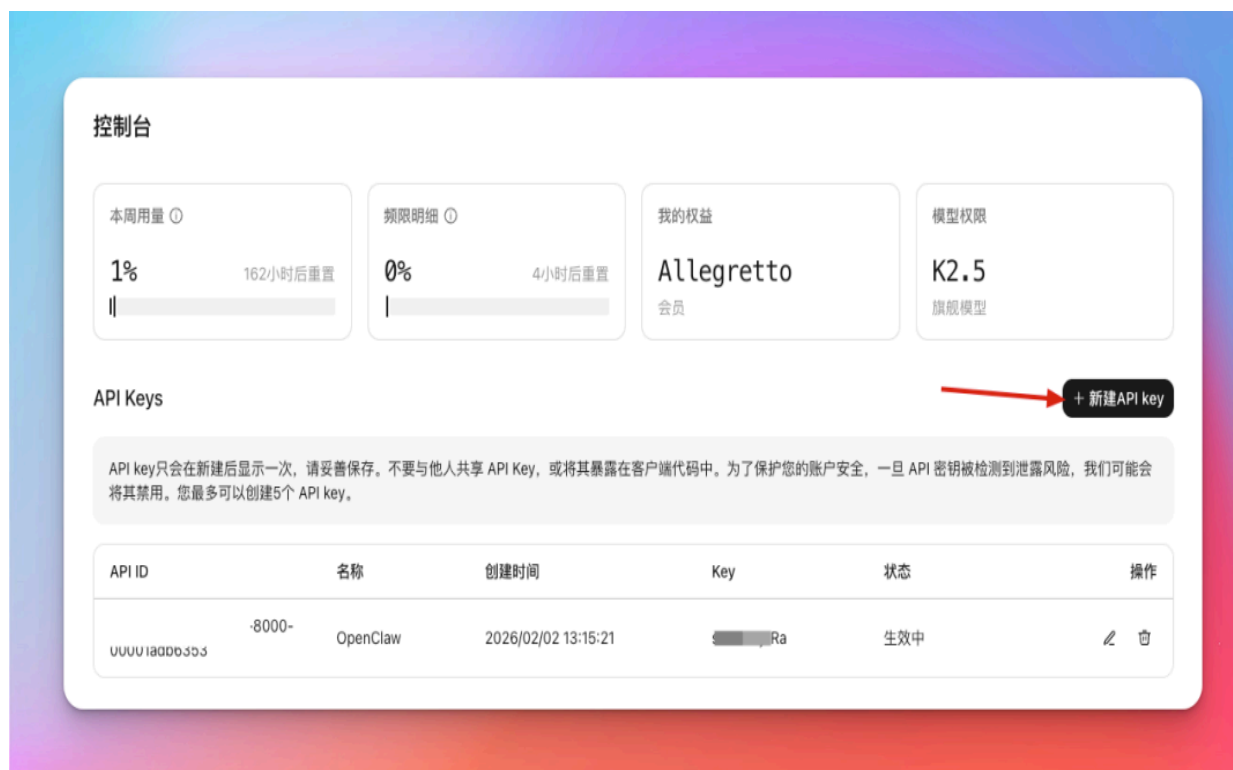 控制台
本周用量
频限明细
我的权益
模型权限
1%
162小时后重置
0%
4小时后重置
Allegretto
K2.5
会员
旗舰模型
API Keys
+ 新建API key
API key只会在新建后显示一次，请妥善保存。不要与他人共享 API Key，或将其暴露在客户端代码中。为了保护您的账户安全，一旦 API 密钥被检测到泄露风险，我们可能会
将其禁用。您最多可以创建5个 API key。
API ID 名称 创建时间 Key 状态 操作
-8000-
OpenClaw 2026/02/02 13:15:21 Ra 生效中